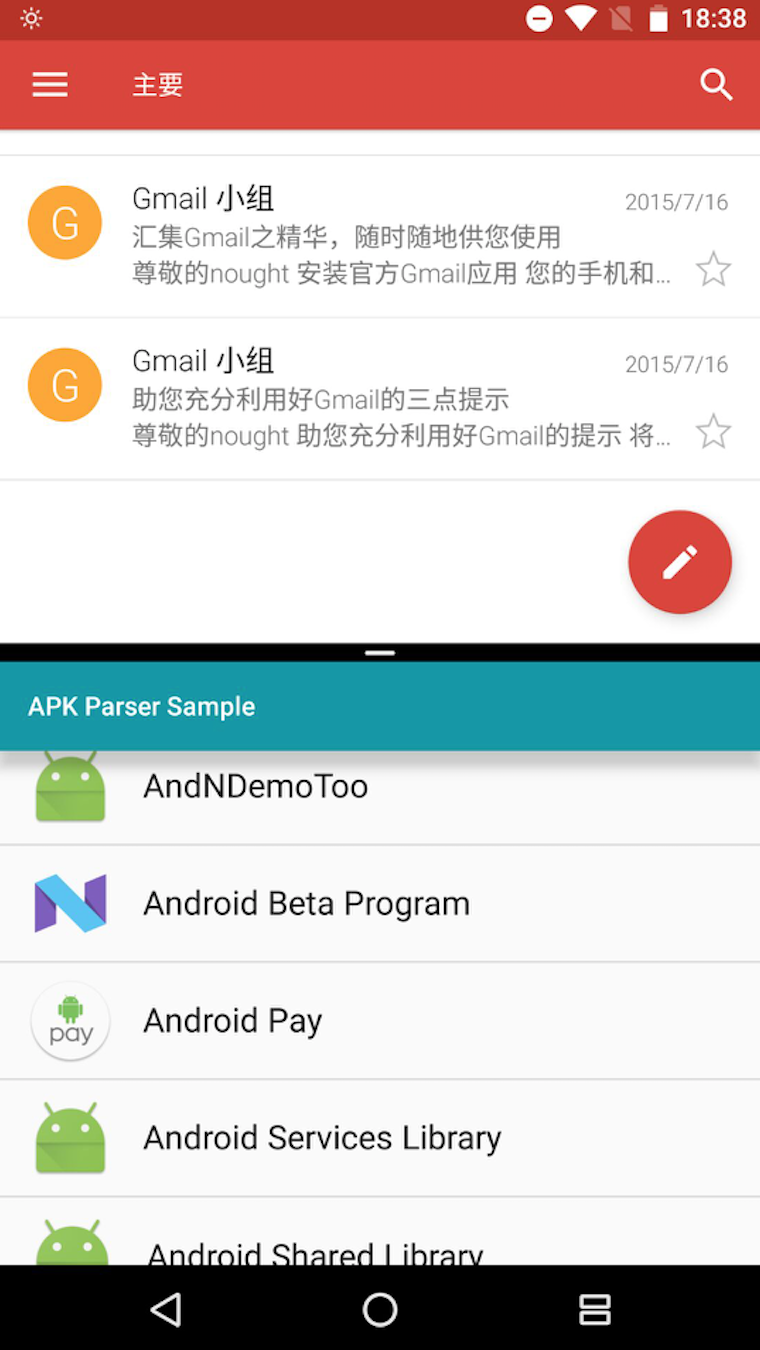 18:38
主要
G
Gmail 小组
2015/7/16
汇集Gmail之精华，随时随地供您使用
尊敬的nought 安装官方Gmail应用 您的手机和...
G
Gmail 小组
2015/7/16
助您充分利用好Gmail的三点提示
尊敬的nought 助您充分利用好Gmail的提示 将...
APK Parser Sample
AndNDemoToo
Android Beta Program
pay
Android Pay
Android Services Library
Android Shared Library